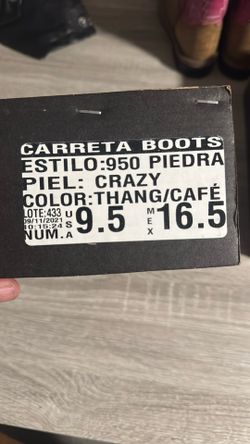 CARRETA BOOTS
ESTILO:950 PIEDRA
PIEL: CRAZY
COLOR:THANG/CAFÉ
LOTE:433 USA 9.5 MEX 16.5
09/11/2021
10:15:24
NUM.